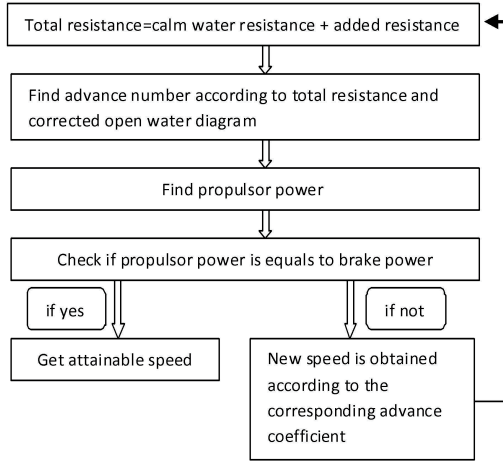 Total resistance=calm water resistance + added resistance
Find advance number according to total resistance and
corrected open water diagram
Find propulsor power
Check if propulsor power is equals to brake power
if yes
if not
Get attainable speed
New speed is obtained
according to the
corresponding advance
coefficient